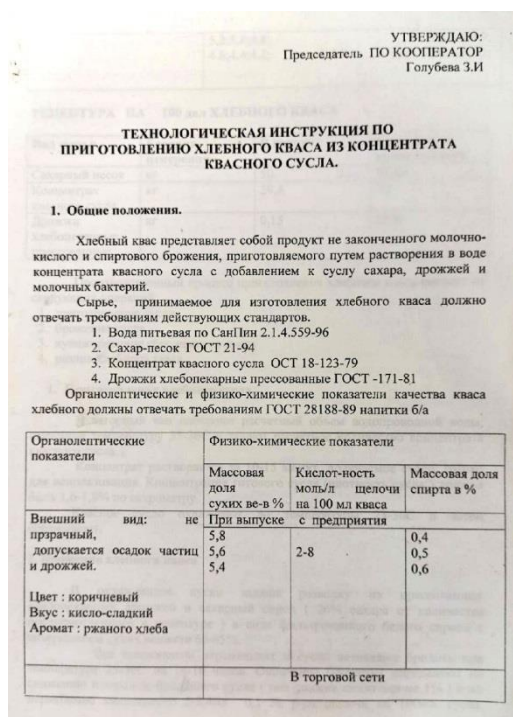 УТВЕРЖДАЮ:
Председатель ПО КООПЕРАТОР
Голубева З.И
ТЕХНОЛОГИЧЕСКАЯ ИНСТРУКЦИЯ ПО
ПРИГОТОВЛЕНИЮ ХЛЕБНОГО КВАСА ИЗ КОНЦЕНТРАТА
КВАСНОГО СУСЛА.
1. Общие положения.
Хлебный квас представляет собой продукт не законченного молочно-
кислого и спиртового брожения, приготовляемого путем растворения в воде
концентрата квасного сусла с добавлением к суслу сахара, дрожжей и
молочных бактерий.
Сырье, принимаемое для изготовления хлебного кваса должно
отвечать требованиям действующих стандартов.
1. Вода питьевая по СанПин 2.1.4.559-96
2. Сахар-песок ГОСТ 21-94
3. Концентрат квасного сусла ОСТ 18-123-79
4. Дрожжи хлебопекарные прессованные ГОСТ -171-81
Органолептические и физико-химические показатели качества кваса
хлебного должны отвечать требованиям ГОСТ 28188-89 напитки б/а
Органолептические показатели
Физико-химические показатели
Массовая доля сухих ве-в %
Кислот-ность моль/л щелочи на 100 мл кваса
Массовая доля спирта в %
Внешний вид: не
прзрачный,
допускается осадок частиц
и дрожжей.
Цвет : коричневый
Вкус : кисло-сладкий
Аромат : ржаного хлеба
При выпуске с предприятия
5,8 0,4
5,6 2-8 0,5
5,4 0,6
В торговой сети